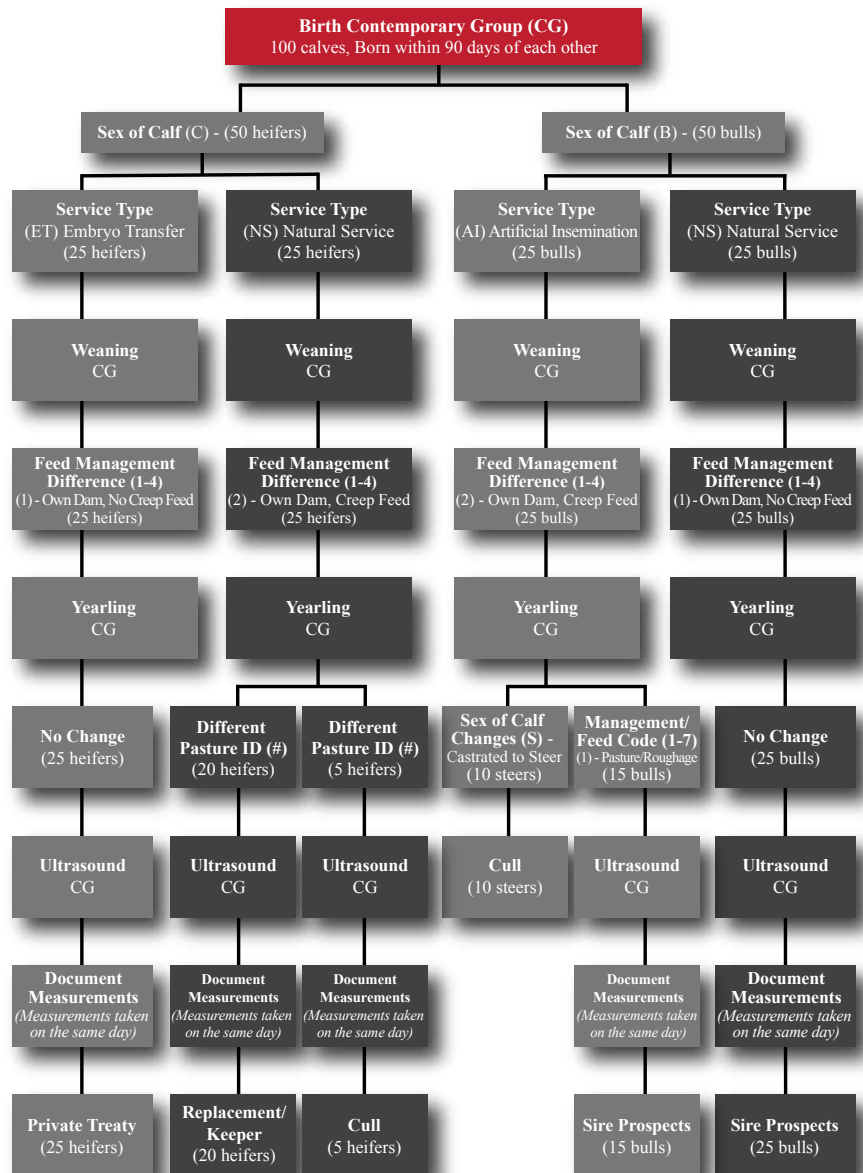 Birth Contemporary Group (CG)
100 calves, Born within 90 days of each other
Sex of Calf (C) - (50 heifers)
Sex of Calf (B) - (50 bulls)
Service Type
(ET) Embryo Transfer
(25 heifers)
Service Type
(NS) Natural Service
(25 heifers)
Service Type
(AI) Artificial Insemination
(25 bulls)
Service Type
(NS) Natural Service
(25 bulls)
Weaning
CG
Weaning
CG
Weaning
CG
Weaning
CG
Feed Management
Difference (1-4)
(1) - Own Dam, No Creep Feed
(25 heifers)
Feed Management
Difference (1-4)
(2) - Own Dam, Creep Feed
(25 heifers)
Feed Management
Difference (1-4)
(2) - Own Dam, Creep Feed
(25 bulls)
Feed Management
Difference (1-4)
(1) - Own Dam, No Creep Feed
(25 bulls)
Yearling
CG
Yearling
CG
Yearling
CG
Yearling
CG
No Change
(25 heifers)
Different
Pasture ID (#)
(20 heifers)
Different
Pasture ID (#)
(5 heifers)
Sex of Calf
Changes (S) -
Castrated to Steer
(10 steers)
Management/
Feed Code (1-7)
(1) - Pasture/Roughage
(15 bulls)
No Change
(25 bulls)
Ultrasound
CG
Ultrasound
CG
Ultrasound
CG
Cull
(10 steers)
Ultrasound
CG
Ultrasound
CG
Document
Measurements
(Measurements taken
on the same day)
Document
Measurements
(Measurements taken
on the same day)
Document
Measurements
(Measurements taken
on the same day)
Document
Measurements
(Measurements taken
on the same day)
Document
Measurements
(Measurements taken
on the same day)
Private Treaty
(25 heifers)
Replacement/
Keeper
(20 heifers)
Cull
(5 heifers)
Sire Prospects
(15 bulls)
Sire Prospects
(25 bulls)